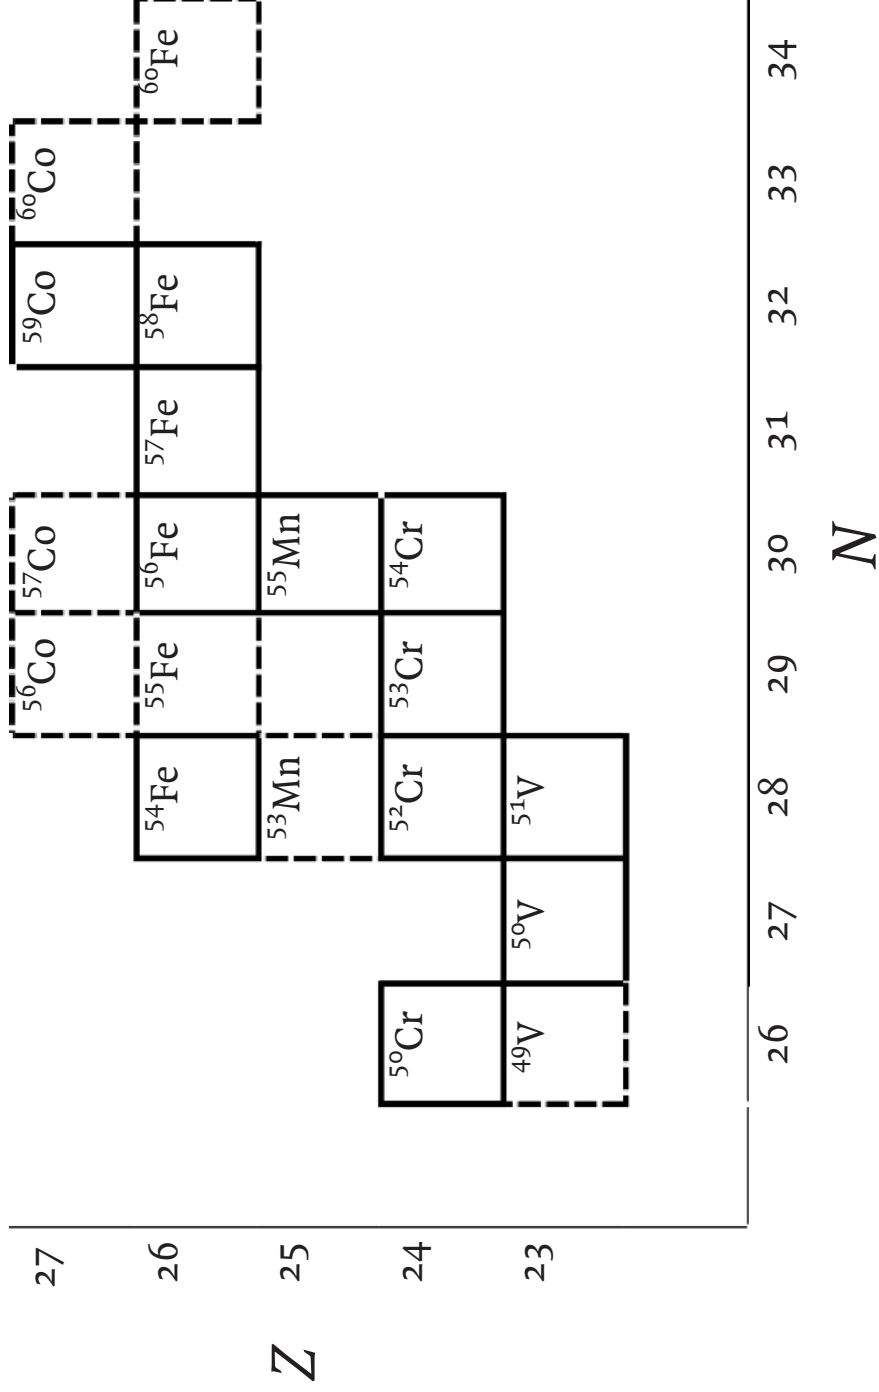 27 ⁵⁶Co ⁵⁷Co ⁵⁹Co ⁶⁰Co
26 ⁵⁴Fe ⁵⁵Fe ⁵⁶Fe ⁵⁷Fe ⁵⁸Fe ⁶⁰Fe
25 ⁵³Mn ⁵⁵Mn
24 ⁵⁰Cr ⁵²Cr ⁵³Cr ⁵⁴Cr
23 ⁴⁹V ⁵⁰V ⁵¹V
Z
26 27 28 29 30 31 32 33 34
N